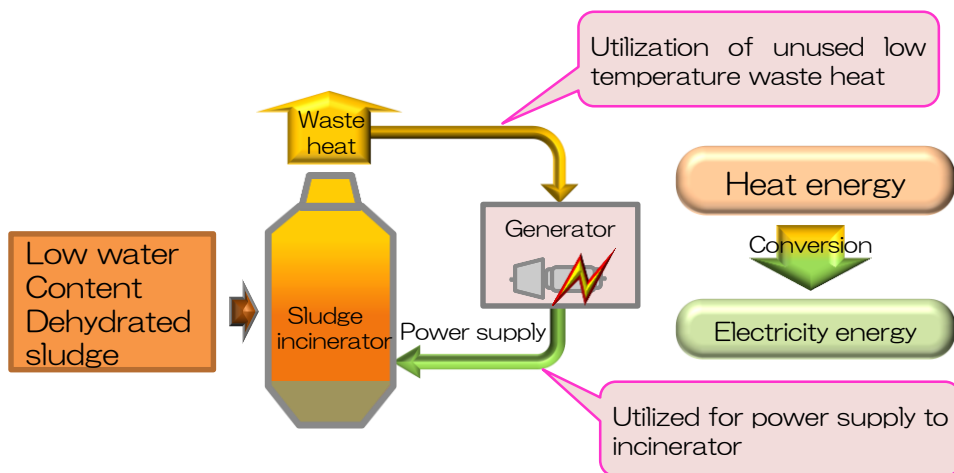 Utilization of unused low
temperature waste heat
Waste
heat
Heat energy
Generator
Conversion
Low water
Content
Dehydrated
sludge
Sludge
incinerator
Power supply
Electricity energy
Utilized for power supply to
incinerator